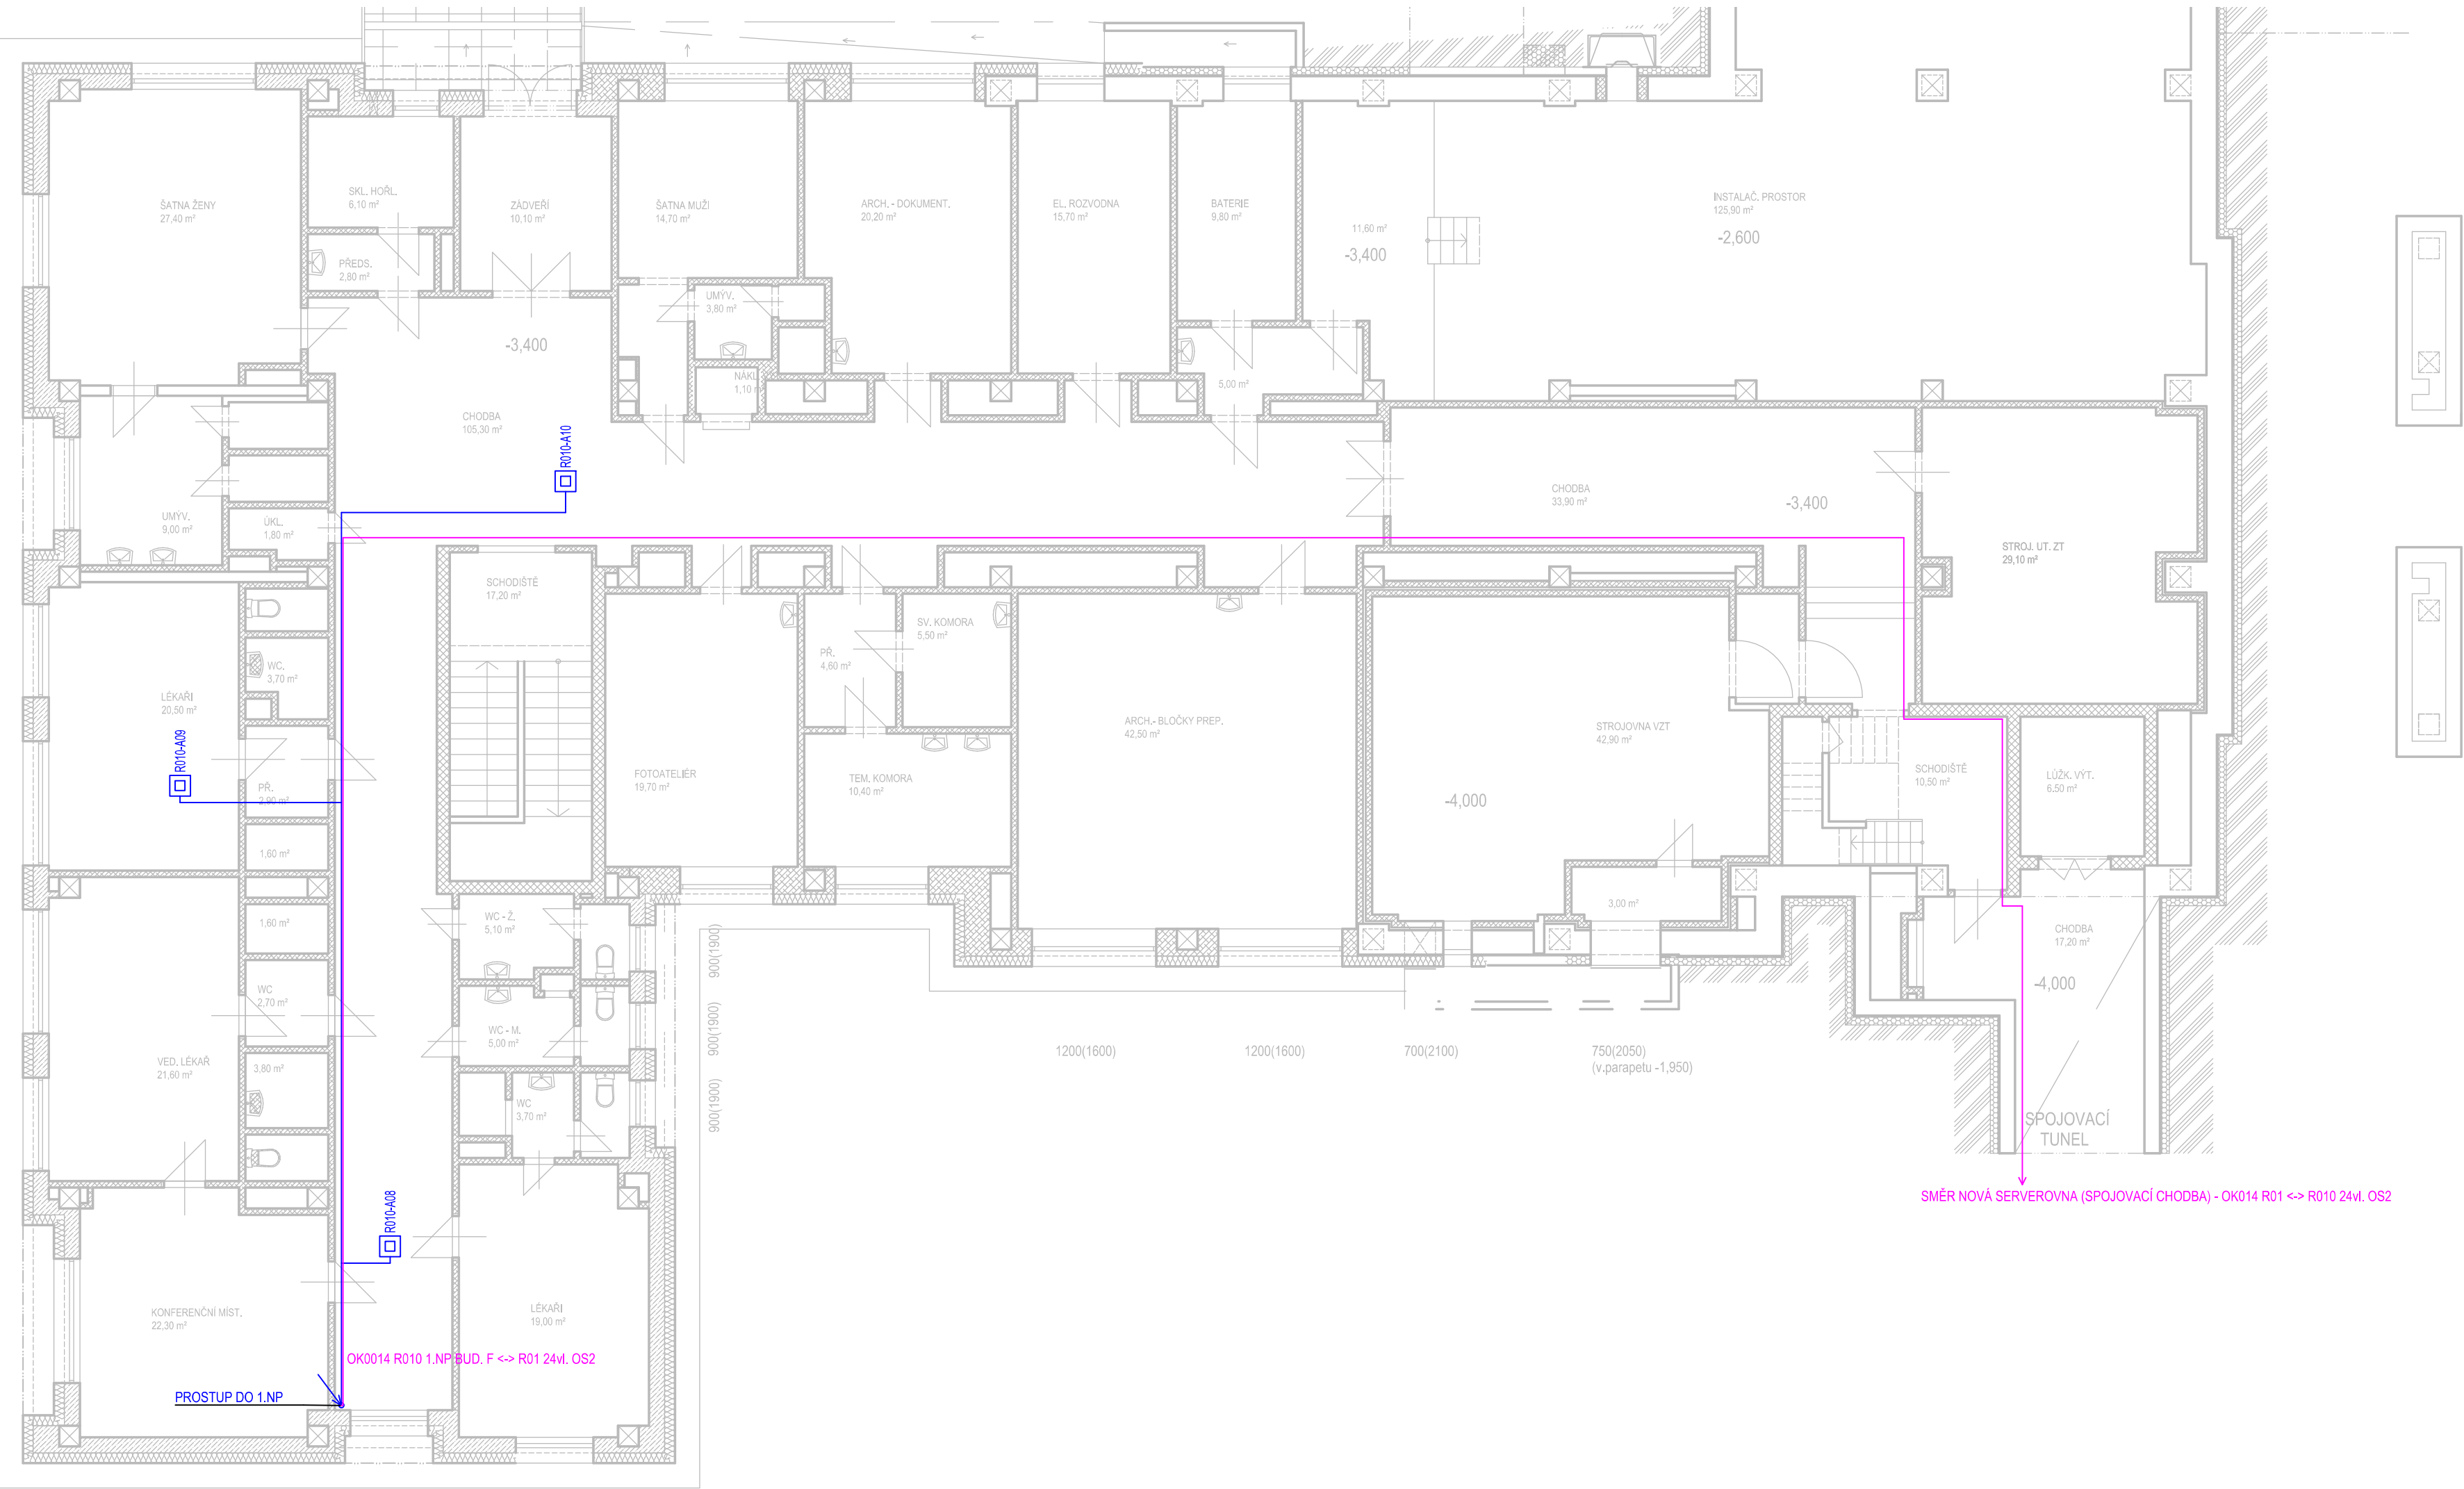 ŠATNA ŽENY
27,40 m²
SKL. HOŘL.
6,10 m²
PŘEDS.
2,80 m²
ZÁDVEŘÍ
10,10 m²
ŠATNA MUŽI
14,70 m²
UMÝV.
3,80 m²
NÁKL.
1,10 m²
ARCH. - DOKUMENT.
20,20 m²
EL. ROZVODNA
15,70 m²
BATERIE
9,80 m²
11,60 m²
-3,400
INSTALAČ. PROSTOR
125,90 m²
-2,600
-3,400
5,00 m²
CHODBA
105,30 m²
R010-A10
UMÝV.
9,00 m²
ÚKL.
1,80 m²
CHODBA
33,90 m²
-3,400
STROJ. UT. ZT
29,10 m²
SCHODIŠTĚ
17,20 m²
WC.
3,70 m²
LÉKAŘI
20,50 m²
R010-A09
PŘ.
2,90 m²
1,60 m²
FOTOATELIÉR
19,70 m²
PŘ.
4,60 m²
SV. KOMORA
5,50 m²
TEM. KOMORA
10,40 m²
ARCH.- BLOČKY PREP.
42,50 m²
STROJOVNA VZT
42,90 m²
-4,000
SCHODIŠTĚ
10,50 m²
LŮŽK. VÝT.
6.50 m²
1,60 m²
WC - Ž.
5,10 m²
3,00 m²
CHODBA
17,20 m²
-4,000
WC
2,70 m²
WC - M.
5,00 m²
900(1900)
900(1900)
900(1900)
1200(1600)
1200(1600)
700(2100)
750(2050)
(v.parapetu -1,950)
VED. LÉKAŘ
21,60 m²
3,80 m²
WC
3,70 m²
SPOJOVACÍ
TUNEL
R010-A08
SMĚR NOVÁ SERVEROVNA (SPOJOVACÍ CHODBA) - OK014 R01 <-> R010 24vl. OS2
KONFERENČNÍ MÍST.
22,30 m²
LÉKAŘI
19,00 m²
OK0014 R010 1.NP BUD. F <-> R01 24vl. OS2
PROSTUP DO 1.NP